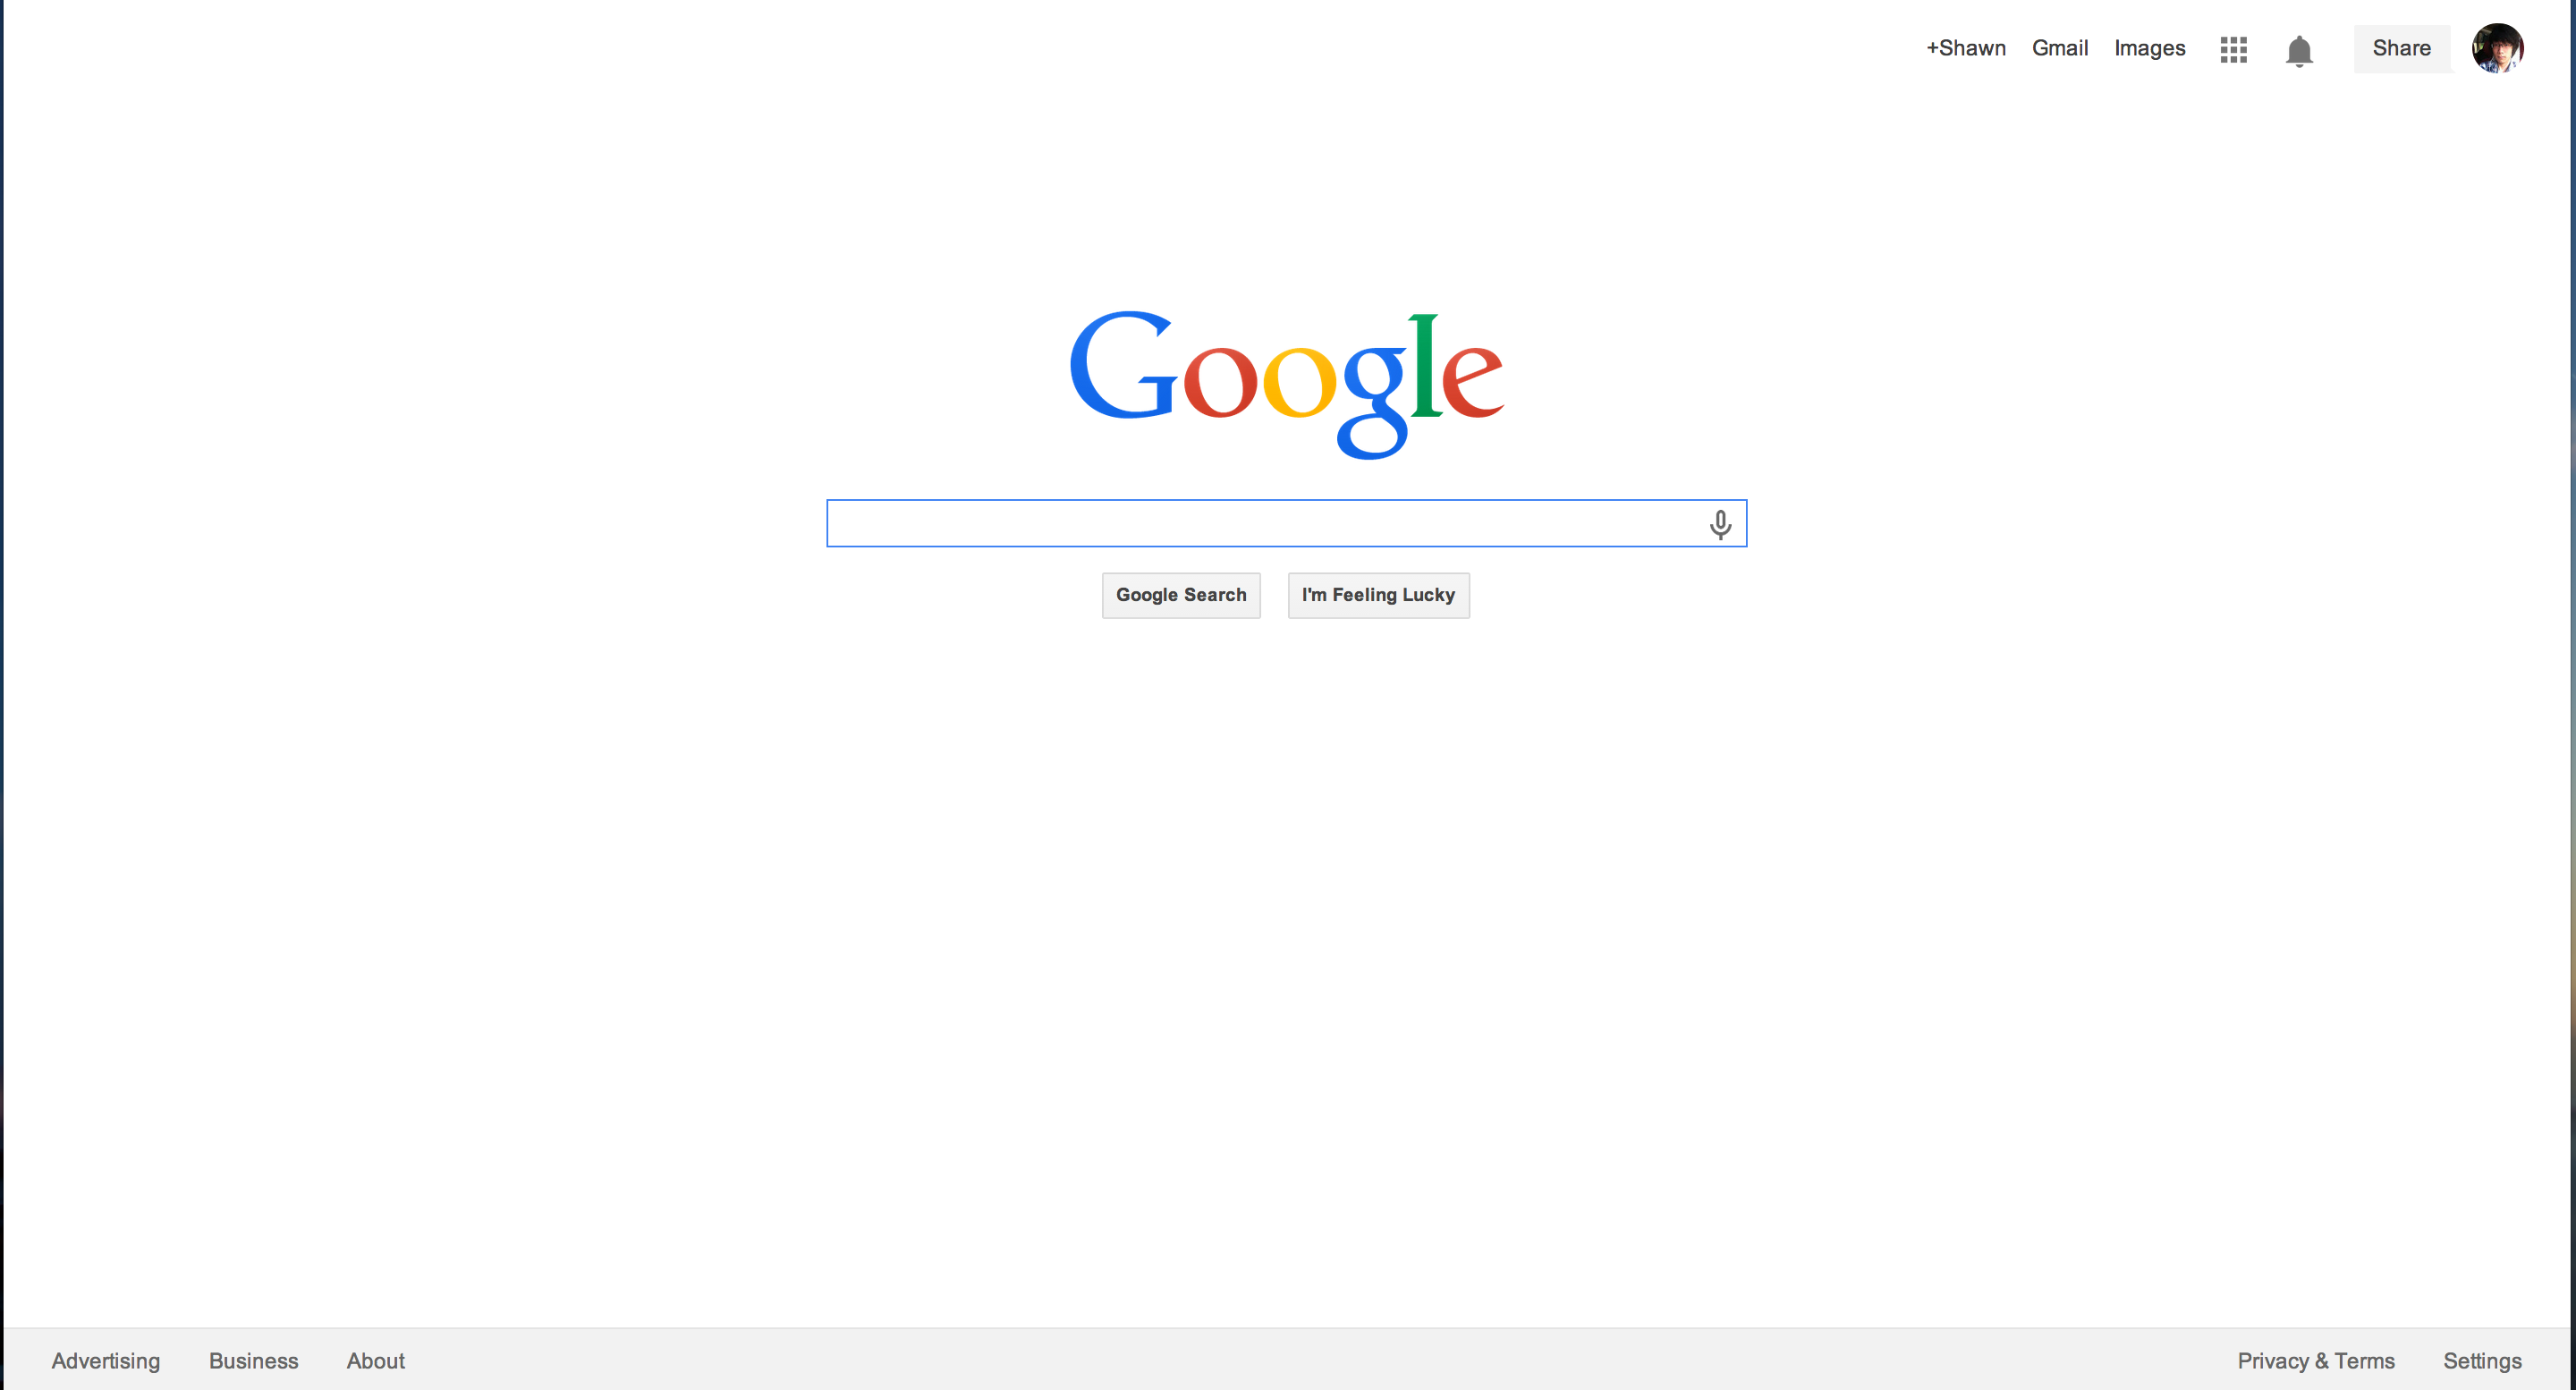 +Shawn Gmail Images Share
Google
Google Search I'm Feeling Lucky
Advertising Business About Privacy & Terms Settings